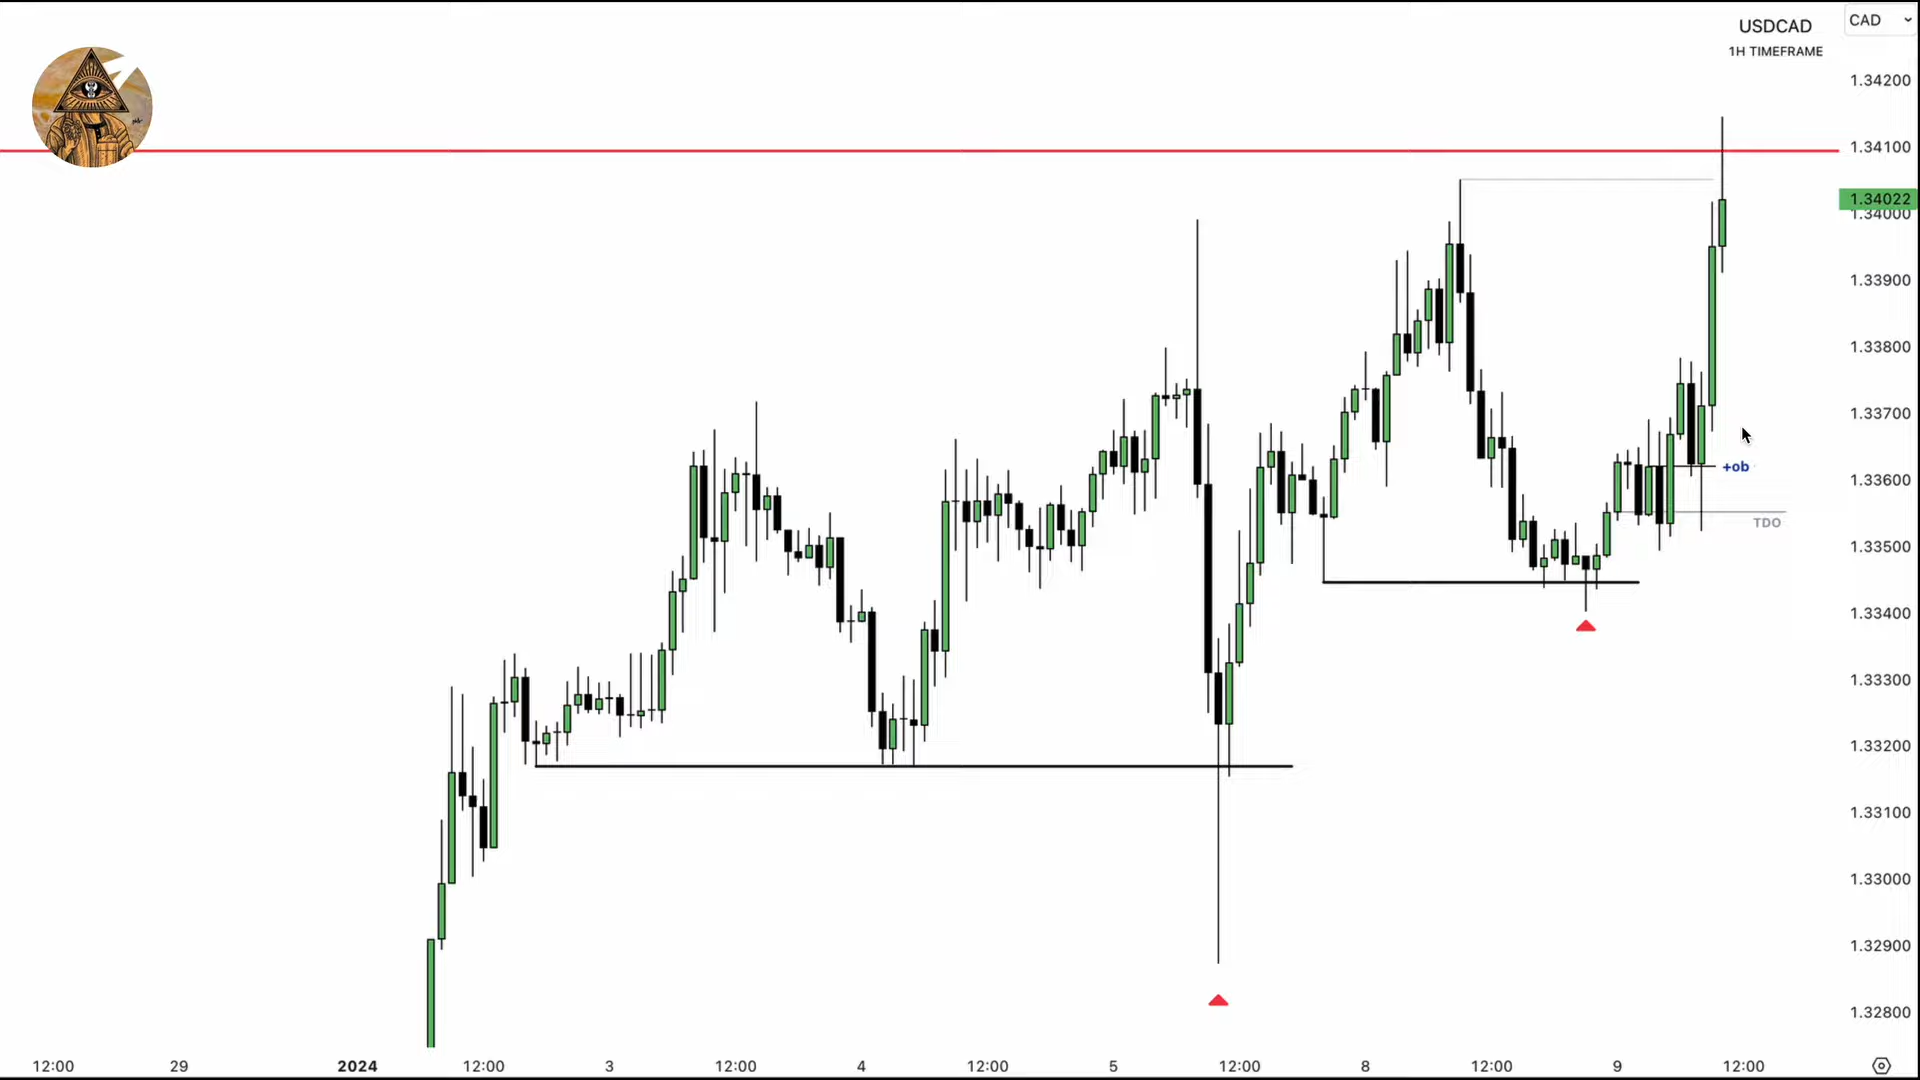 USDCAD
1H TIMEFRAME
CAD
1.34200
1.34100
1.34022
1.34000
1.33900
1.33800
1.33700
1.33600
1.33500
1.33400
1.33300
1.33200
1.33100
1.33000
1.32900
1.32800
+ob
TDO
12:00 29 2024 12:00 3 12:00 4 12:00 5 12:00 8 12:00 9 12:00